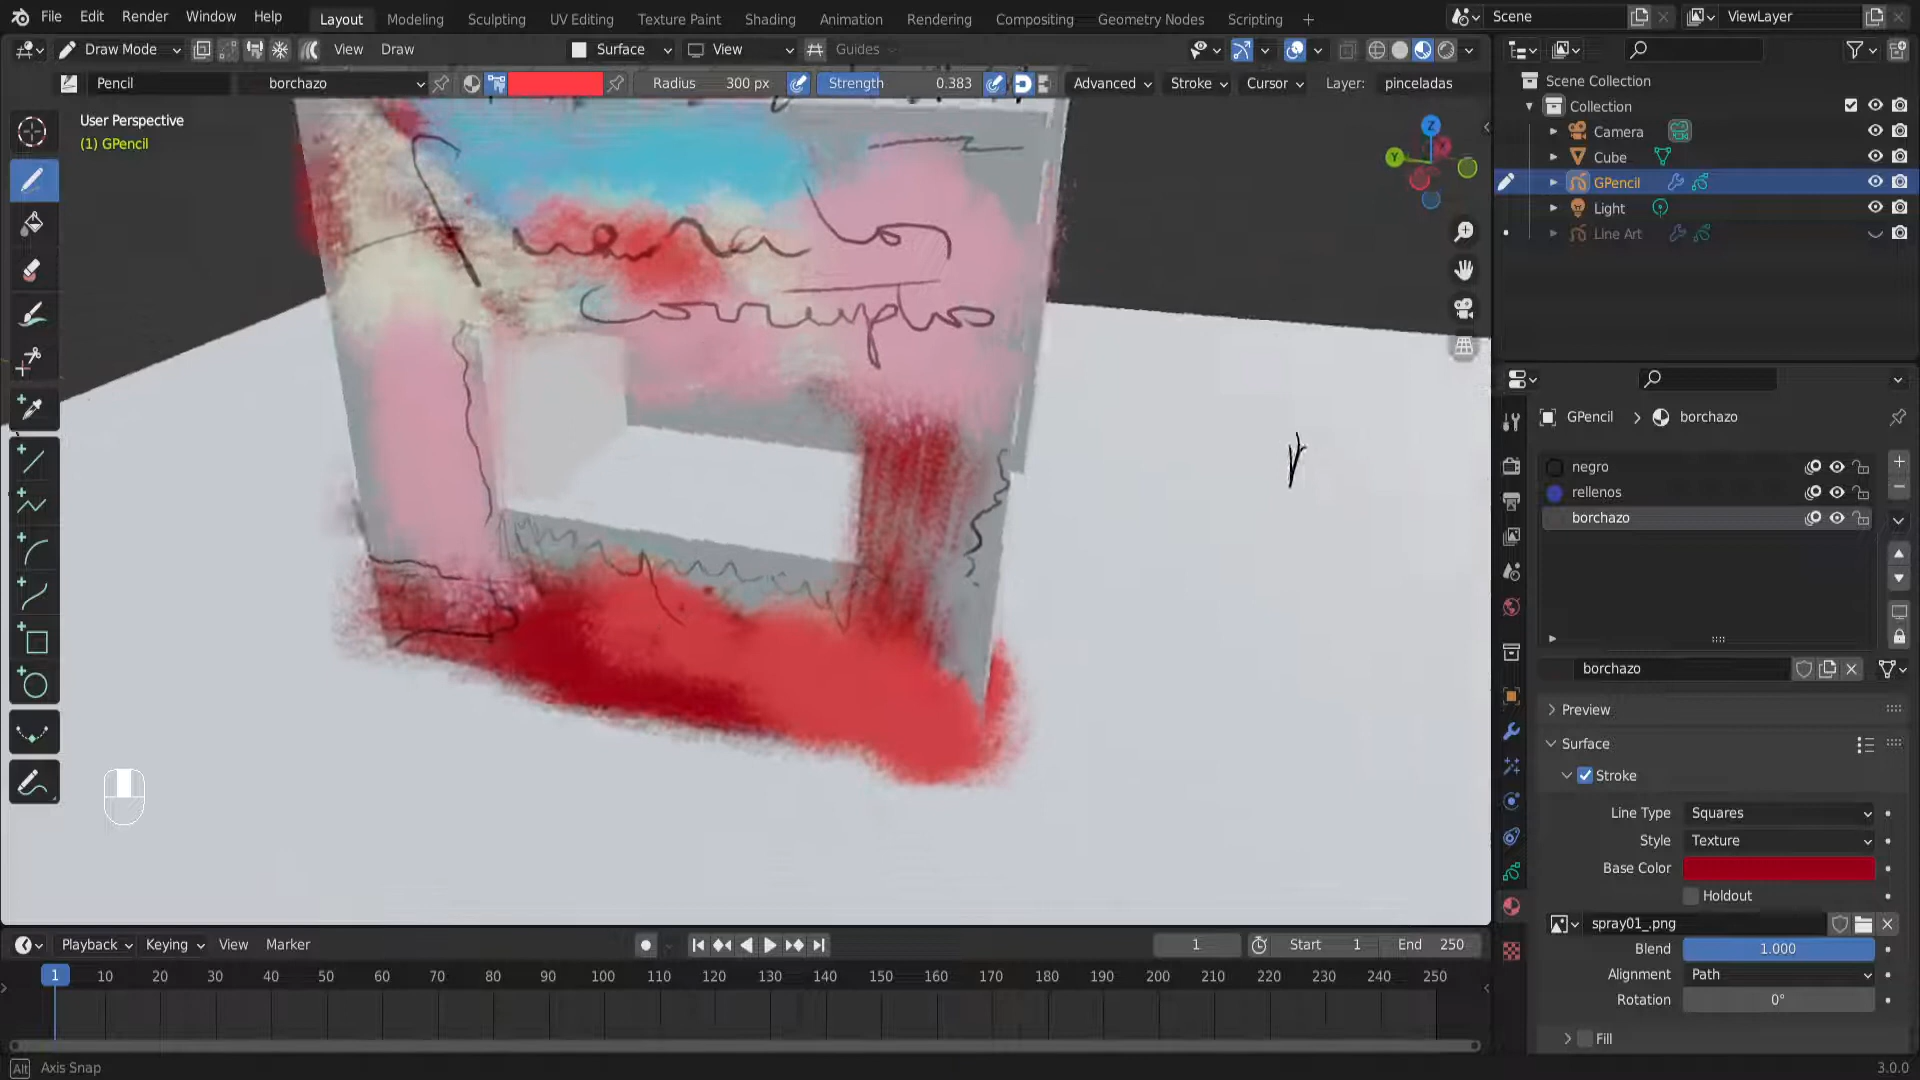 File Edit Render Window Help Layout Modeling Sculpting UV Editing Texture Paint Shading Animation Rendering Compositing Geometry Nodes Scripting + Scene ViewLayer
Draw Mode View Draw Surface View Guides
Pencil borchazo Radius 300 px Strength 0.383 Advanced Stroke Cursor Layer: pinceladas
User Perspective
(1) GPencil
Z
Y
Fuera los
corruptos
Scene Collection
Collection
Camera
Cube
GPencil
Light
Line Art
GPencil > borchazo
negro
rellenos
borchazo
borchazo
Preview
Surface
Stroke
Line Type Squares
Style Texture
Base Color
Holdout
spray01_.png
Blend 1.000
Alignment Path
Rotation 0°
Fill
Playback Keying View Marker 1 Start 1 End 250
1 10 20 30 40 50 60 70 80 90 100 110 120 130 140 150 160 170 180 190 200 210 220 230 240 250
Alt Axis Snap 3.0.0